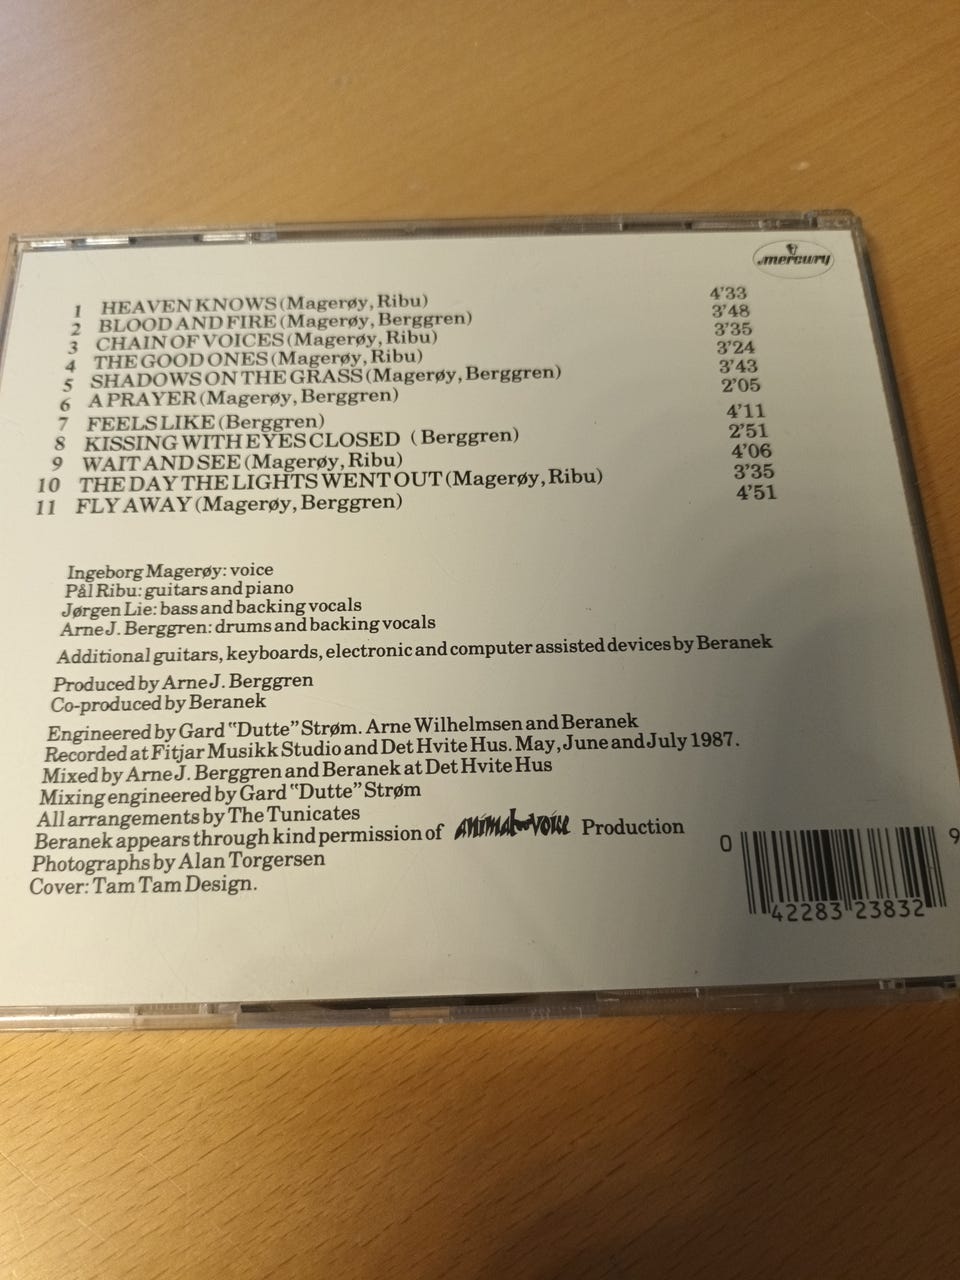 mercury
1 HEAVEN KNOWS (Magerøy, Ribu) 4'33
2 BLOOD AND FIRE (Magerøy, Berggren) 3'48
3 CHAIN OF VOICES (Magerøy, Ribu) 3'35
4 THE GOOD ONES (Magerøy, Ribu) 3'24
5 SHADOWS ON THE GRASS (Magerøy, Berggren) 3'43
6 A PRAYER (Magerøy, Berggren) 2'05
7 FEELS LIKE (Berggren) 4'11
8 KISSING WITH EYES CLOSED (Berggren) 2'51
9 WAIT AND SEE (Magerøy, Ribu) 4'06
10 THE DAY THE LIGHTS WENT OUT (Magerøy, Ribu) 3'35
11 FLY AWAY (Magerøy, Berggren) 4'51
Ingeborg Magerøy: voice
Pål Ribu: guitars and piano
Jørgen Lie: bass and backing vocals
Arne J. Berggren: drums and backing vocals
Additional guitars, keyboards, electronic and computer assisted devices by Beranek
Produced by Arne J. Berggren
Co-produced by Beranek
Engineered by Gard "Dutte" Strøm. Arne Wilhelmsen and Beranek
Recorded at Fitjar Musikk Studio and Det Hvite Hus. May, June and July 1987.
Mixed by Arne J. Berggren and Beranek at Det Hvite Hus
Mixing engineered by Gard "Dutte" Strøm
All arrangements by The Tunicates
Beranek appears through kind permission of animal voice Production
Photographs by Alan Torgersen
Cover: Tam Tam Design.
0 42283 23832 9